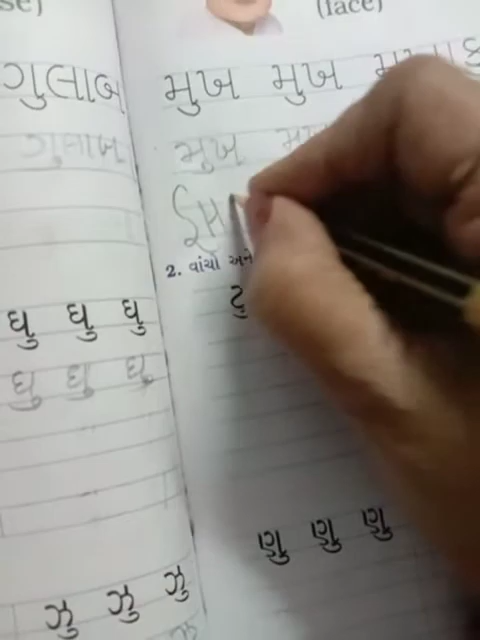 (face)
ગુલાબ
મુખ મુખ
ગુલાબ
મુખ
2. વાંચો અને
ઘુ ઘુ ઘુ
ઘુ ઘુ ઘુ
ટુ
ણુ ણુ ણુ
ઝુ ઝુ ઝુ